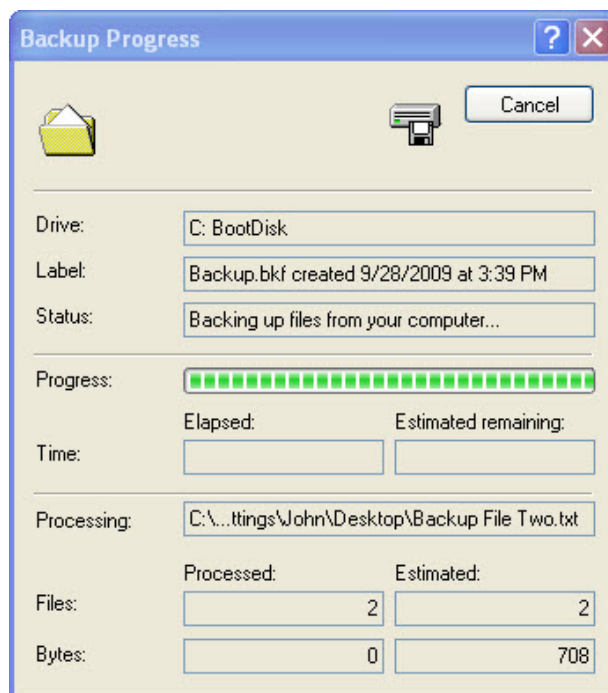 Backup Progress
?
Cancel
Drive: C: BootDisk
Label: Backup.bkf created 9/28/2009 at 3:39 PM
Status: Backing up files from your computer...
Progress:
Elapsed: Estimated remaining:
Time:
Processing: C:\...ttings\John\Desktop\Backup File Two.txt
Processed: Estimated:
Files: 2 2
Bytes: 0 708